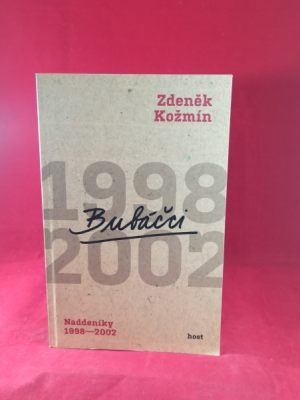 Zdeněk
Kožmín
1998
Bubáčci
2002
Naddeníky
1998—2002
host